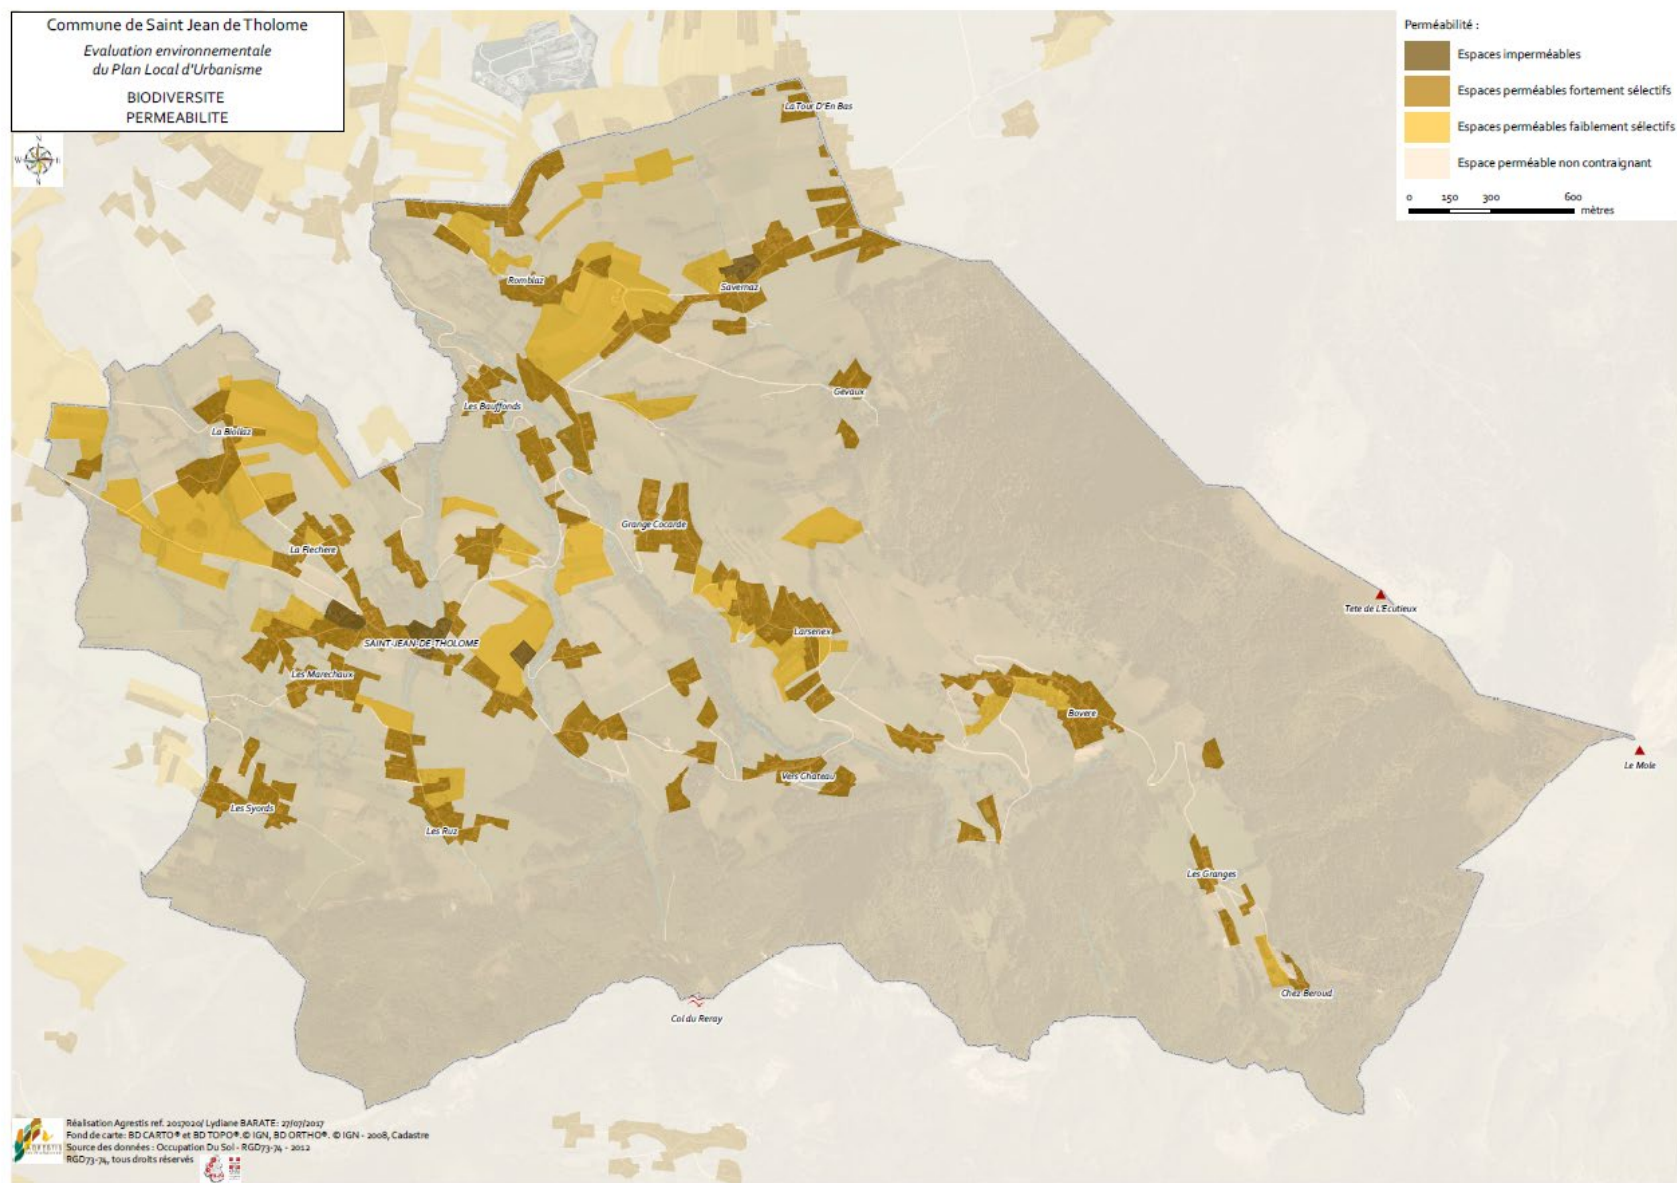 Commune de Saint Jean de Tholome
Evaluation environnementale
du Plan Local d'Urbanisme
BIODIVERSITE
PERMEABILITE
N
W
E
N
Perméabilité :
Espaces imperméables
Espaces perméables fortement sélectifs
Espaces perméables faiblement sélectifs
Espace perméable non contraignant
0 150 300 600
mètres
La Tour D'En Bas
Romblaz
Savernaz
Gevaux
Les Bauffonds
La Biollaz
Grange Cocarde
La Flechere
Tete de L'Ecutieux
Larsenex
SAINT-JEAN-DE-THOLOME
Les Marechaux
Bovere
Le Mole
Vers Chateau
Les Syords
Les Ruz
Les Granges
Chez Beroud
Col du Reray
Réalisation Agrestis ref. 2017020/ Lydiane BARATE: 27/07/2017
Fond de carte: BD CARTO® et BD TOPO®.© IGN, BD ORTHO®. © IGN - 2008, Cadastre
Source des données : Occupation Du Sol - RGD73-74 - 2012
RGD73-74, tous droits réservés
AGRESTIS